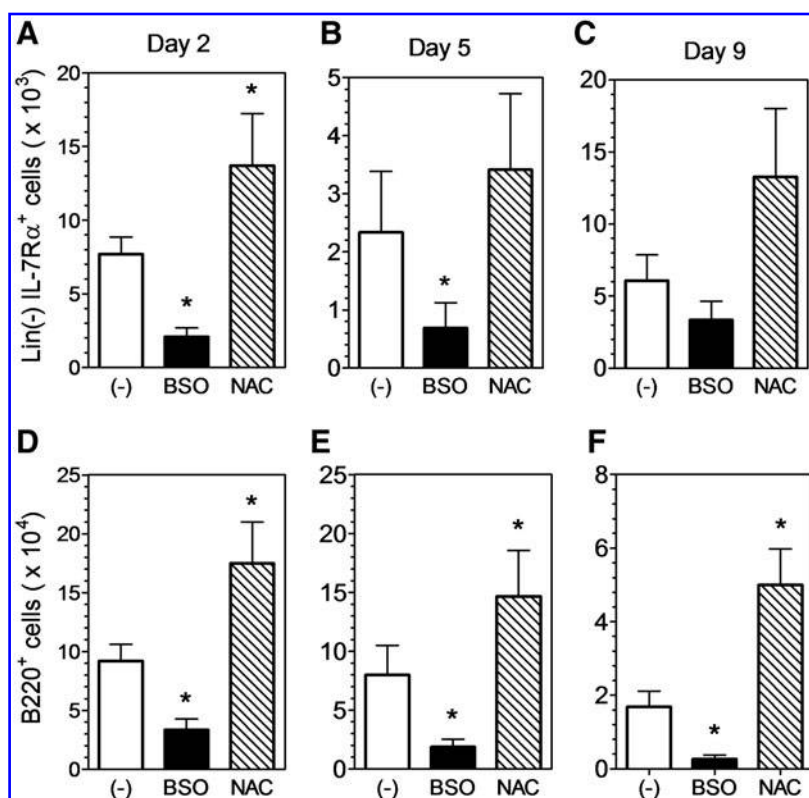 A
Day 2
B
Day 5
C
Day 9
Lin(-) IL-7Rα⁺ cells ( x 10³)
20
15
10
5
0
*
*
(-) BSO NAC
5
4
3
2
1
0
*
(-) BSO NAC
20
15
10
5
0
(-) BSO NAC
D
E
F
B220⁺ cells ( x 10⁴)
25
20
15
10
5
0
*
*
(-) BSO NAC
25
20
15
10
5
0
*
*
(-) BSO NAC
8
6
4
2
0
*
*
(-) BSO NAC